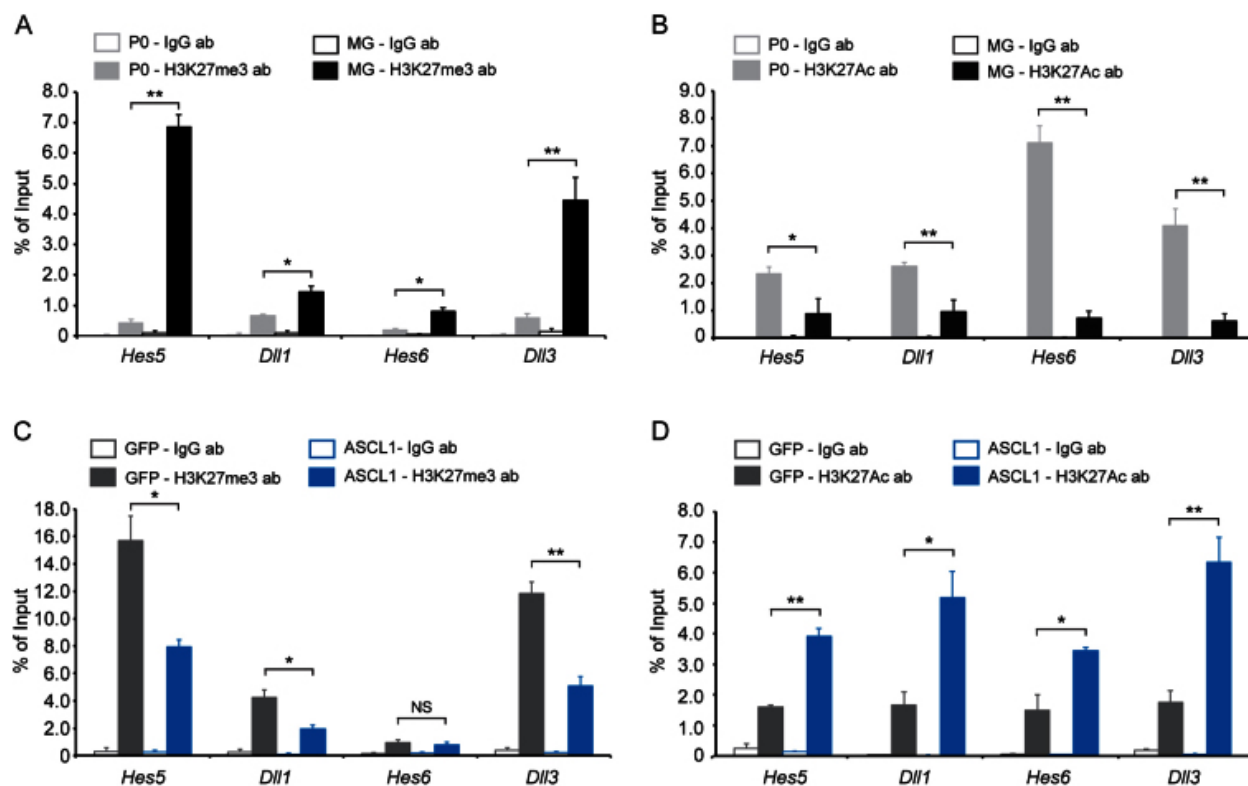 A
P0 - IgG ab MG - IgG ab
P0 - H3K27me3 ab MG - H3K27me3 ab
% of Input
8.0
7.0
6.0
5.0
4.0
3.0
2.0
1.0
0
** * * **
Hes5 Dll1 Hes6 Dll3
B
P0 - IgG ab MG - IgG ab
P0 - H3K27Ac ab MG - H3K27Ac ab
% of Input
9.0
8.0
7.0
6.0
5.0
4.0
3.0
2.0
1.0
0
* ** ** **
Hes5 Dll1 Hes6 Dll3
C
GFP - IgG ab ASCL1- IgG ab
GFP - H3K27me3 ab ASCL1 - H3K27me3 ab
% of Input
18.0
16.0
14.0
12.0
10.0
8.0
6.0
4.0
2.0
0
* * NS **
Hes5 Dll1 Hes6 Dll3
D
GFP - IgG ab ASCL1 - IgG ab
GFP - H3K27Ac ab ASCL1 - H3K27Ac ab
% of Input
8.0
7.0
6.0
5.0
4.0
3.0
2.0
1.0
0
** * * **
Hes5 Dll1 Hes6 Dll3